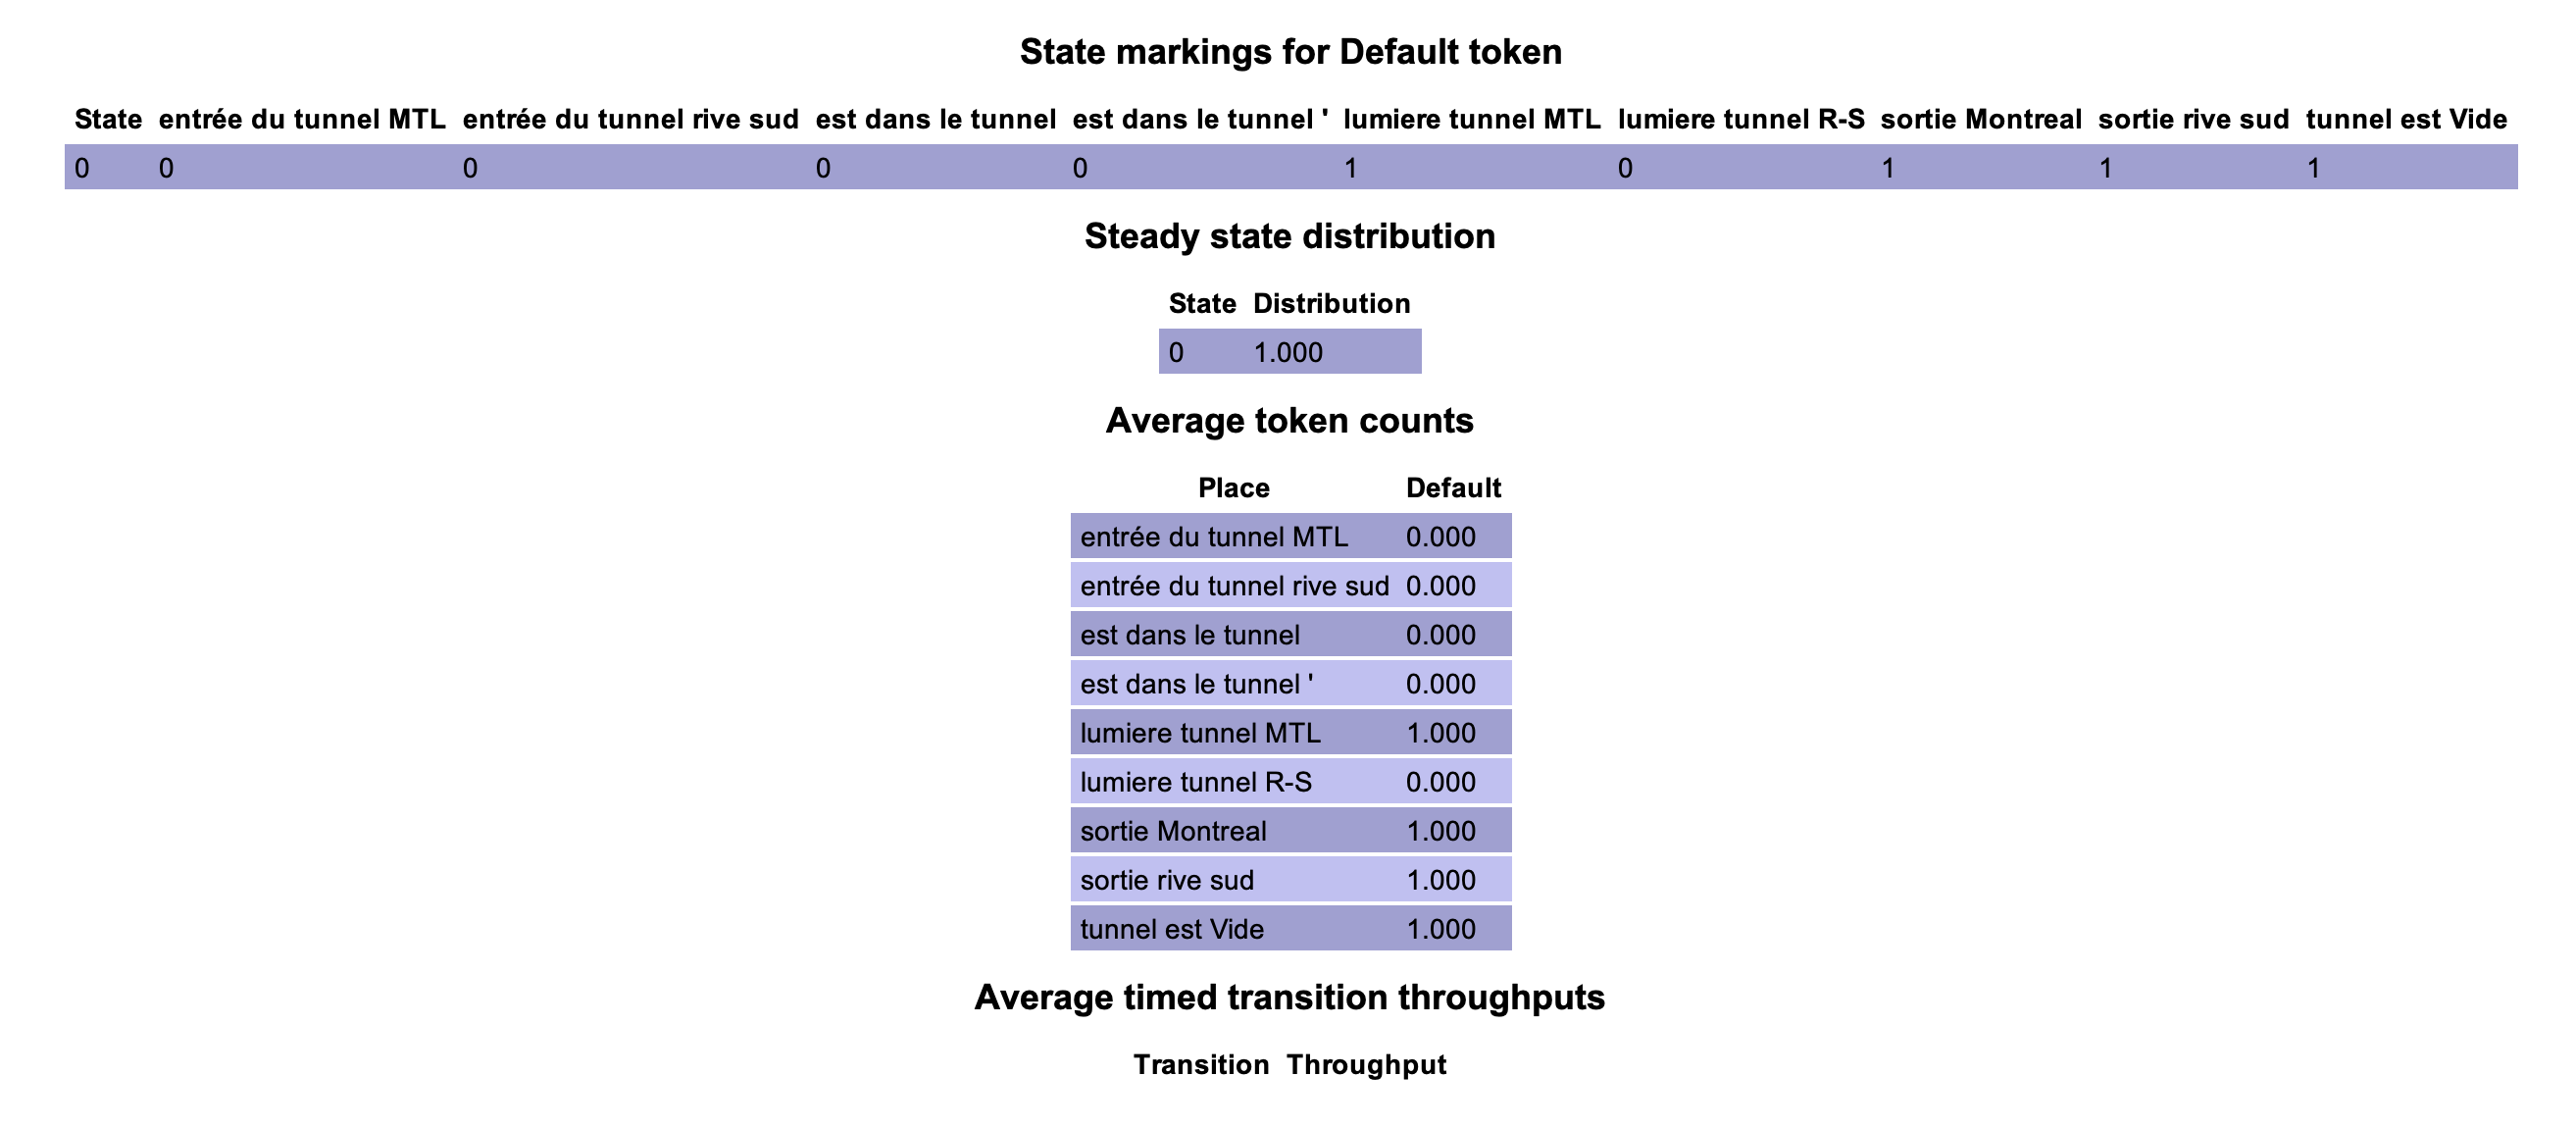 State markings for Default token
State entrée du tunnel MTL entrée du tunnel rive sud est dans le tunnel est dans le tunnel ' lumiere tunnel MTL lumiere tunnel R-S sortie Montreal sortie rive sud tunnel est Vide
0 0 0 0 0 1 0 1 1 1
Steady state distribution
State Distribution
0 1.000
Average token counts
Place Default
entrée du tunnel MTL 0.000
entrée du tunnel rive sud 0.000
est dans le tunnel 0.000
est dans le tunnel ' 0.000
lumiere tunnel MTL 1.000
lumiere tunnel R-S 0.000
sortie Montreal 1.000
sortie rive sud 1.000
tunnel est Vide 1.000
Average timed transition throughputs
Transition Throughput